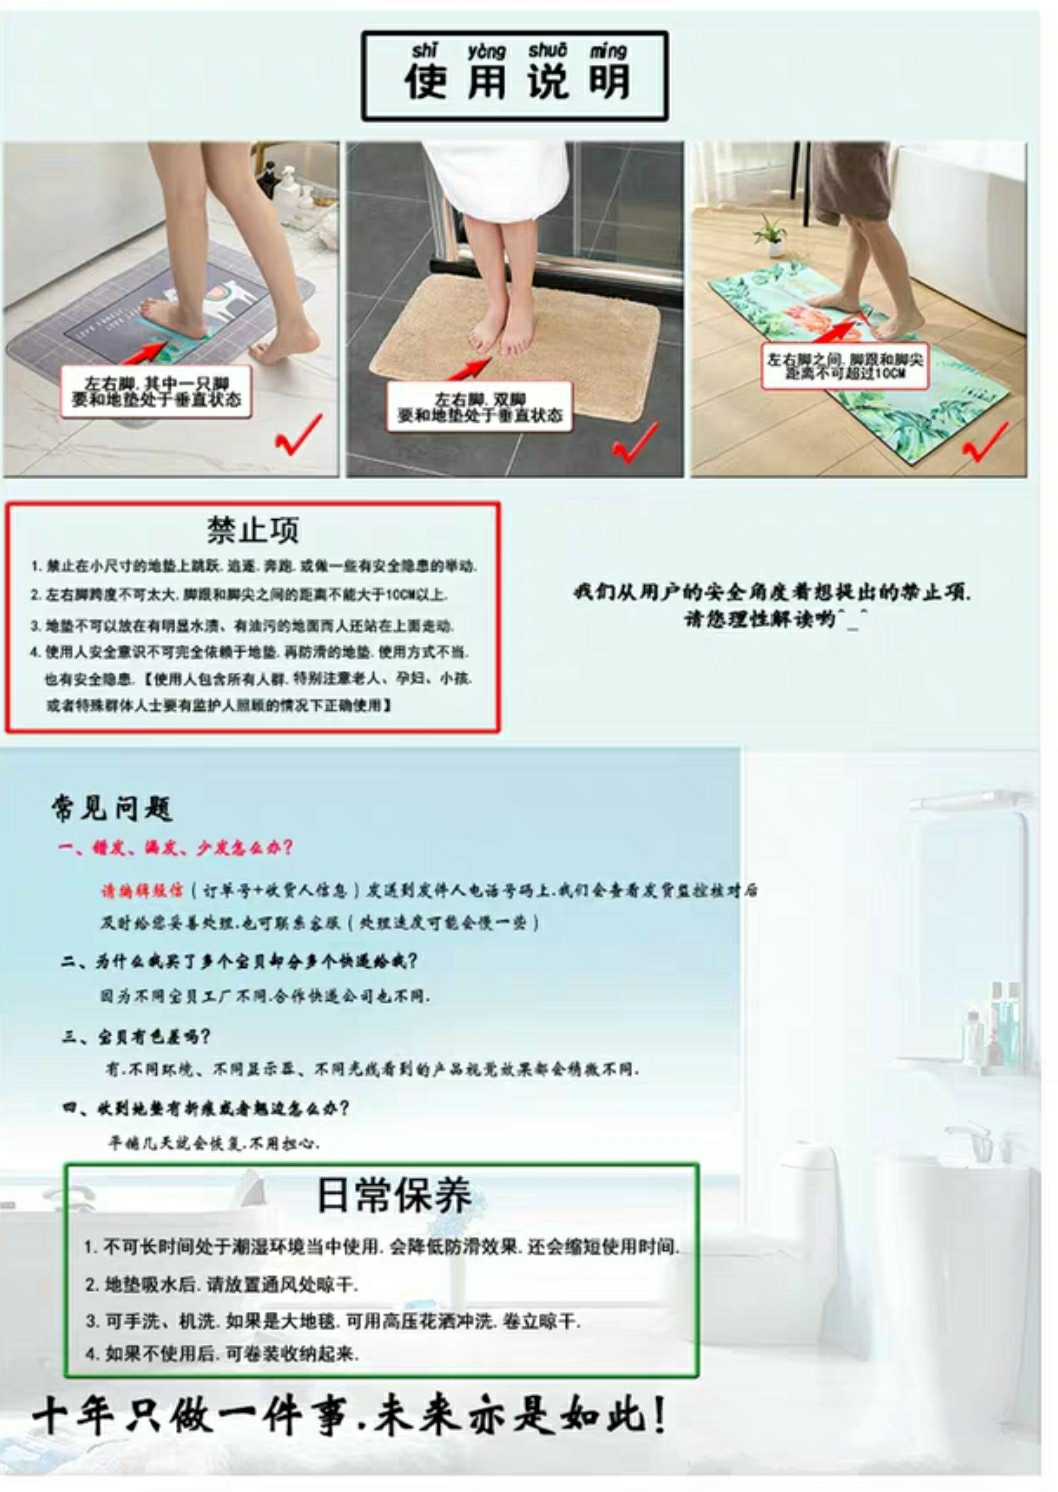 shǐ yòng shuō míng
使用说明
左右脚.其中一只脚
要和地垫处于垂直状态
左右脚.双脚
要和地垫处于垂直状态
左右脚之间.脚跟和脚尖
距离不可超过10CM
禁止项
1.禁止在小尺寸的地垫上跳跃.追逐.奔跑.或做一些有安全隐患的举动.
2.左右脚跨度不可太大.脚跟和脚尖之间的距离不能大于10CM以上.
3.地垫不可以放在有明显水渍、有油污的地面而人还站在上面走动.
4.使用人安全意识不可完全依赖于地垫.再防滑的地垫.使用方式不当.
也有安全隐患.【使用人包含所有人群.特别注意老人、孕妇、小孩.
或者特殊群体人士要有监护人照顾的情况下正确使用】
我们从用户的安全角度着想提出的禁止项.
请您理性解读哟^_^
常见问题
一、错发、漏发、少发怎么办?
请编辑短信(订单号+收货人信息)发送到发件人电话号码上.我们会查看发货监控核对后
及时给您妥善处理.也可联系客服(处理速度可能会慢一些)
二、为什么我买了多个宝贝却分多个快递给我?
因为不同宝贝工厂不同.合作快递公司也不同.
三、宝贝有色差吗?
有.不同环境、不同显示器、不同光线看到的产品视觉效果都会稍微不同.
四、收到地垫有折痕或者翘边怎么办?
平铺几天就会恢复.不用担心.
日常保养
1.不可长时间处于潮湿环境当中使用.会降低防滑效果.还会缩短使用时间.
2.地垫吸水后.请放置通风处晾干.
3.可手洗、机洗.如果是大地毯.可用高压花洒冲洗.卷立晾干.
4.如果不使用后.可卷装收纳起来.
十年只做一件事.未来亦是如此!